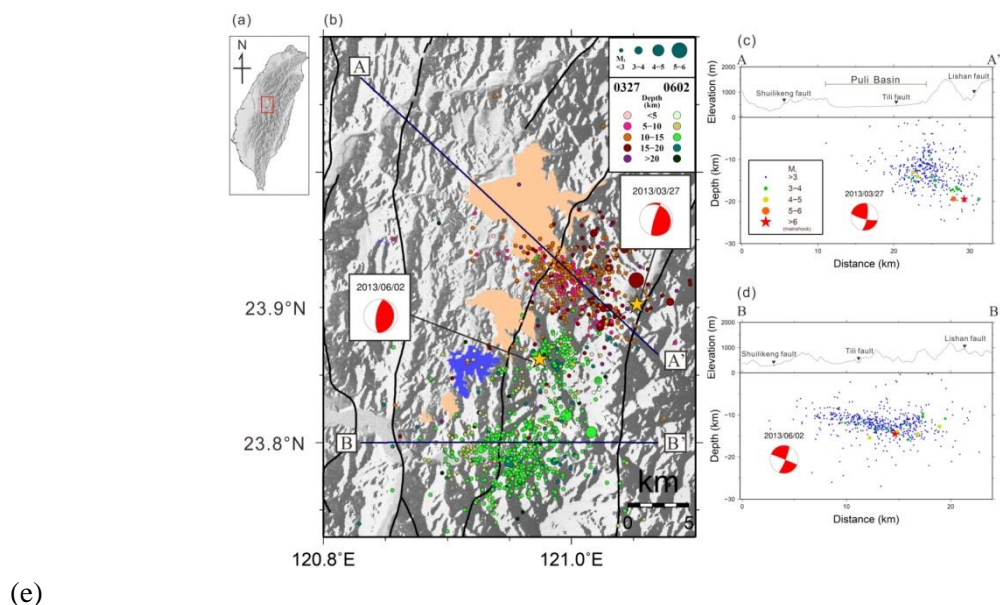 (a)
N
(b)
A
A'
B
B'
M,
<3 3−4 4−5 5−6
0327 0602
Depth
(km)
<5
5−10
10−15
15−20
>20
2013/03/27
2013/06/02
23.9°N
23.8°N
120.8°E
121.0°E
km
0 5
(c)
A A'
Elevation (m)
2000
1000
0
Shuilikeng fault
Puli Basin
Tili fault
Lishan fault
Depth (km)
−10
−20
−30
M,
>3
3−4
4−5
5−6
>6
(mainshock)
2013/03/27
0 10 20 30
Distance (km)
(d)
B B
Elevation (m)
2000
1000
0
Shuilikeng fault
Tili fault
Lishan fault
Depth (km)
−10
−20
−30
2013/06/02
0 10 20
Distance (km)
(e)